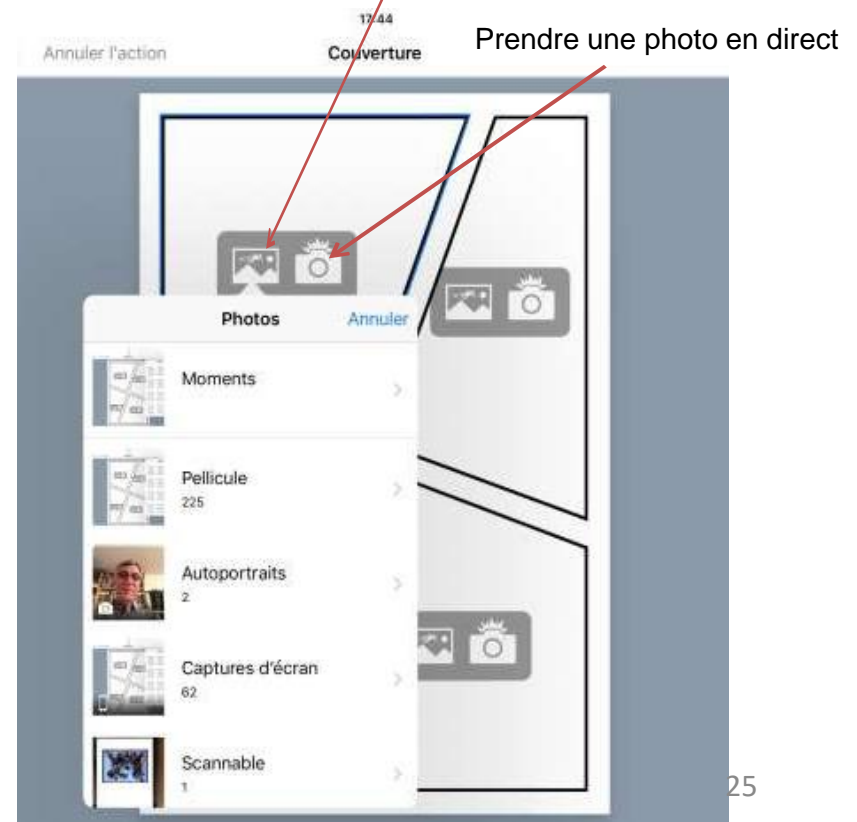 17:44
Prendre une photo en direct
Annuler l'action
Couverture
Photos
Annuler
Moments
Pellicule
225
Autoportraits
2
Captures d'écran
62
Scannable
1
25